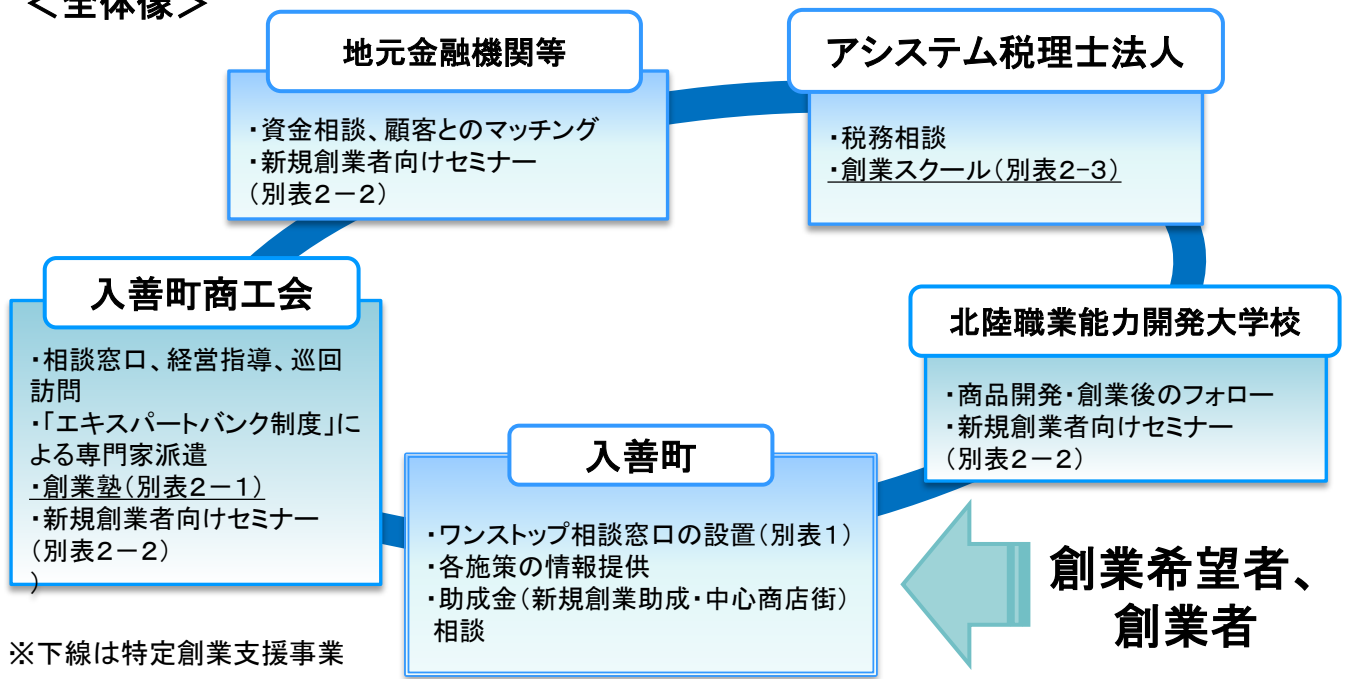 ＜全体像＞
地元金融機関等
・資金相談、顧客とのマッチング
・新規創業者向けセミナー
(別表２－２)
アシステム税理士法人
・税務相談
・創業スクール(別表2-3)
入善町商工会
・相談窓口、経営指導、巡回
訪問
・「エキスパートバンク制度」に
よる専門家派遣
・創業塾(別表２－１)
・新規創業者向けセミナー
(別表２－２)
)
北陸職業能力開発大学校
・商品開発・創業後のフォロー
・新規創業者向けセミナー
(別表２－２)
入善町
・ワンストップ相談窓口の設置(別表１)
・各施策の情報提供
・助成金(新規創業助成・中心商店街)
相談
創業希望者、
創業者
※下線は特定創業支援事業